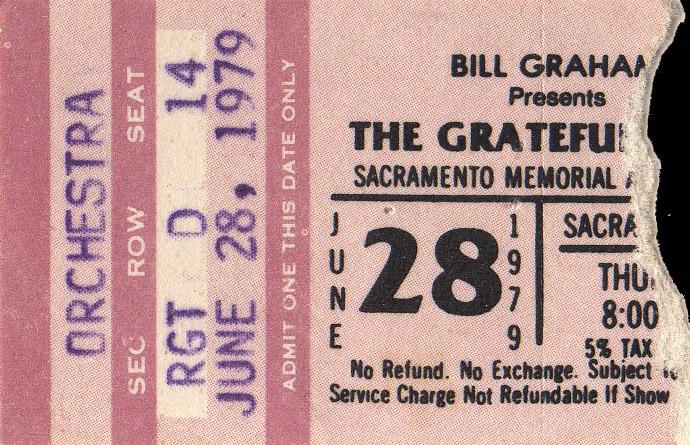 ORCHESTRA
SEC ROW SEAT
RGT D 14
JUNE 28, 1979
ADMIT ONE THIS DATE ONLY
BILL GRAHAM
Presents
THE GRATEFU
SACRAMENTO MEMORIAL A
JUNE 28 1979
SACRA
THU
8:00
5% TAX
No Refund. No Exchange. Subject to
Service Charge Not Refundable If Show